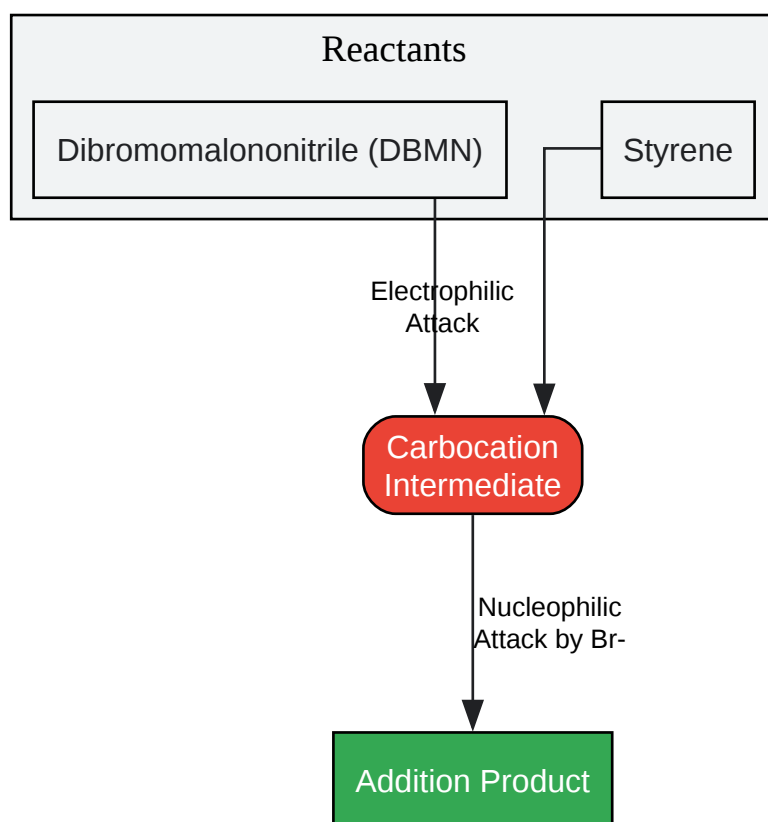 Reactants
Dibromomalononitrile (DBMN)
Styrene
Electrophilic
Attack
Carbocation
Intermediate
Nucleophilic
Attack by Br-
Addition Product